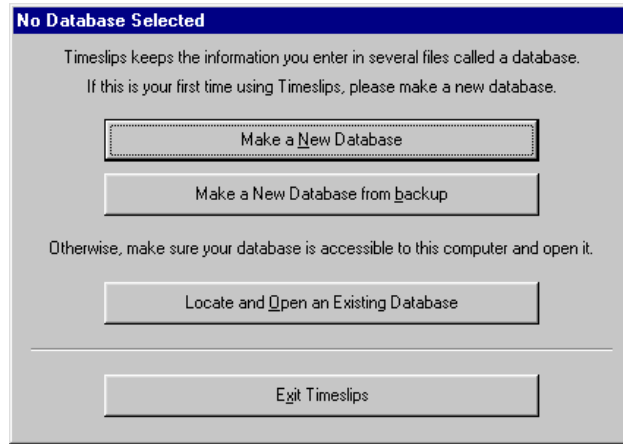 No Database Selected
Timeslips keeps the information you enter in several files called a database.
If this is your first time using Timeslips, please make a new database.
Make a New Database
Make a New Database from backup
Otherwise, make sure your database is accessible to this computer and open it.
Locate and Open an Existing Database
Exit Timeslips